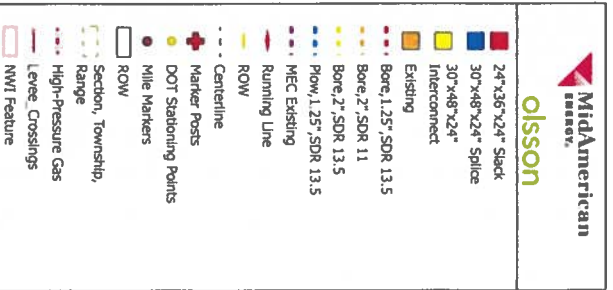 MidAmerican
ENERGY.
olsson
24"x36"x24" Slack
30"x48"x24" Splice
30"x48"x24"
Interconnect
Existing
Bore,1.25",SDR 13.5
Bore,2",SDR 11
Bore,2",SDR 13.5
Plow,1.25",SDR 13.5
MEC Existing
Running Line
ROW
Centerline
Marker Posts
DOT Stationing Points
Mile Markers
ROW
Section, Township,
Range
High-Pressure Gas
Levee_Crossings
NWI Feature